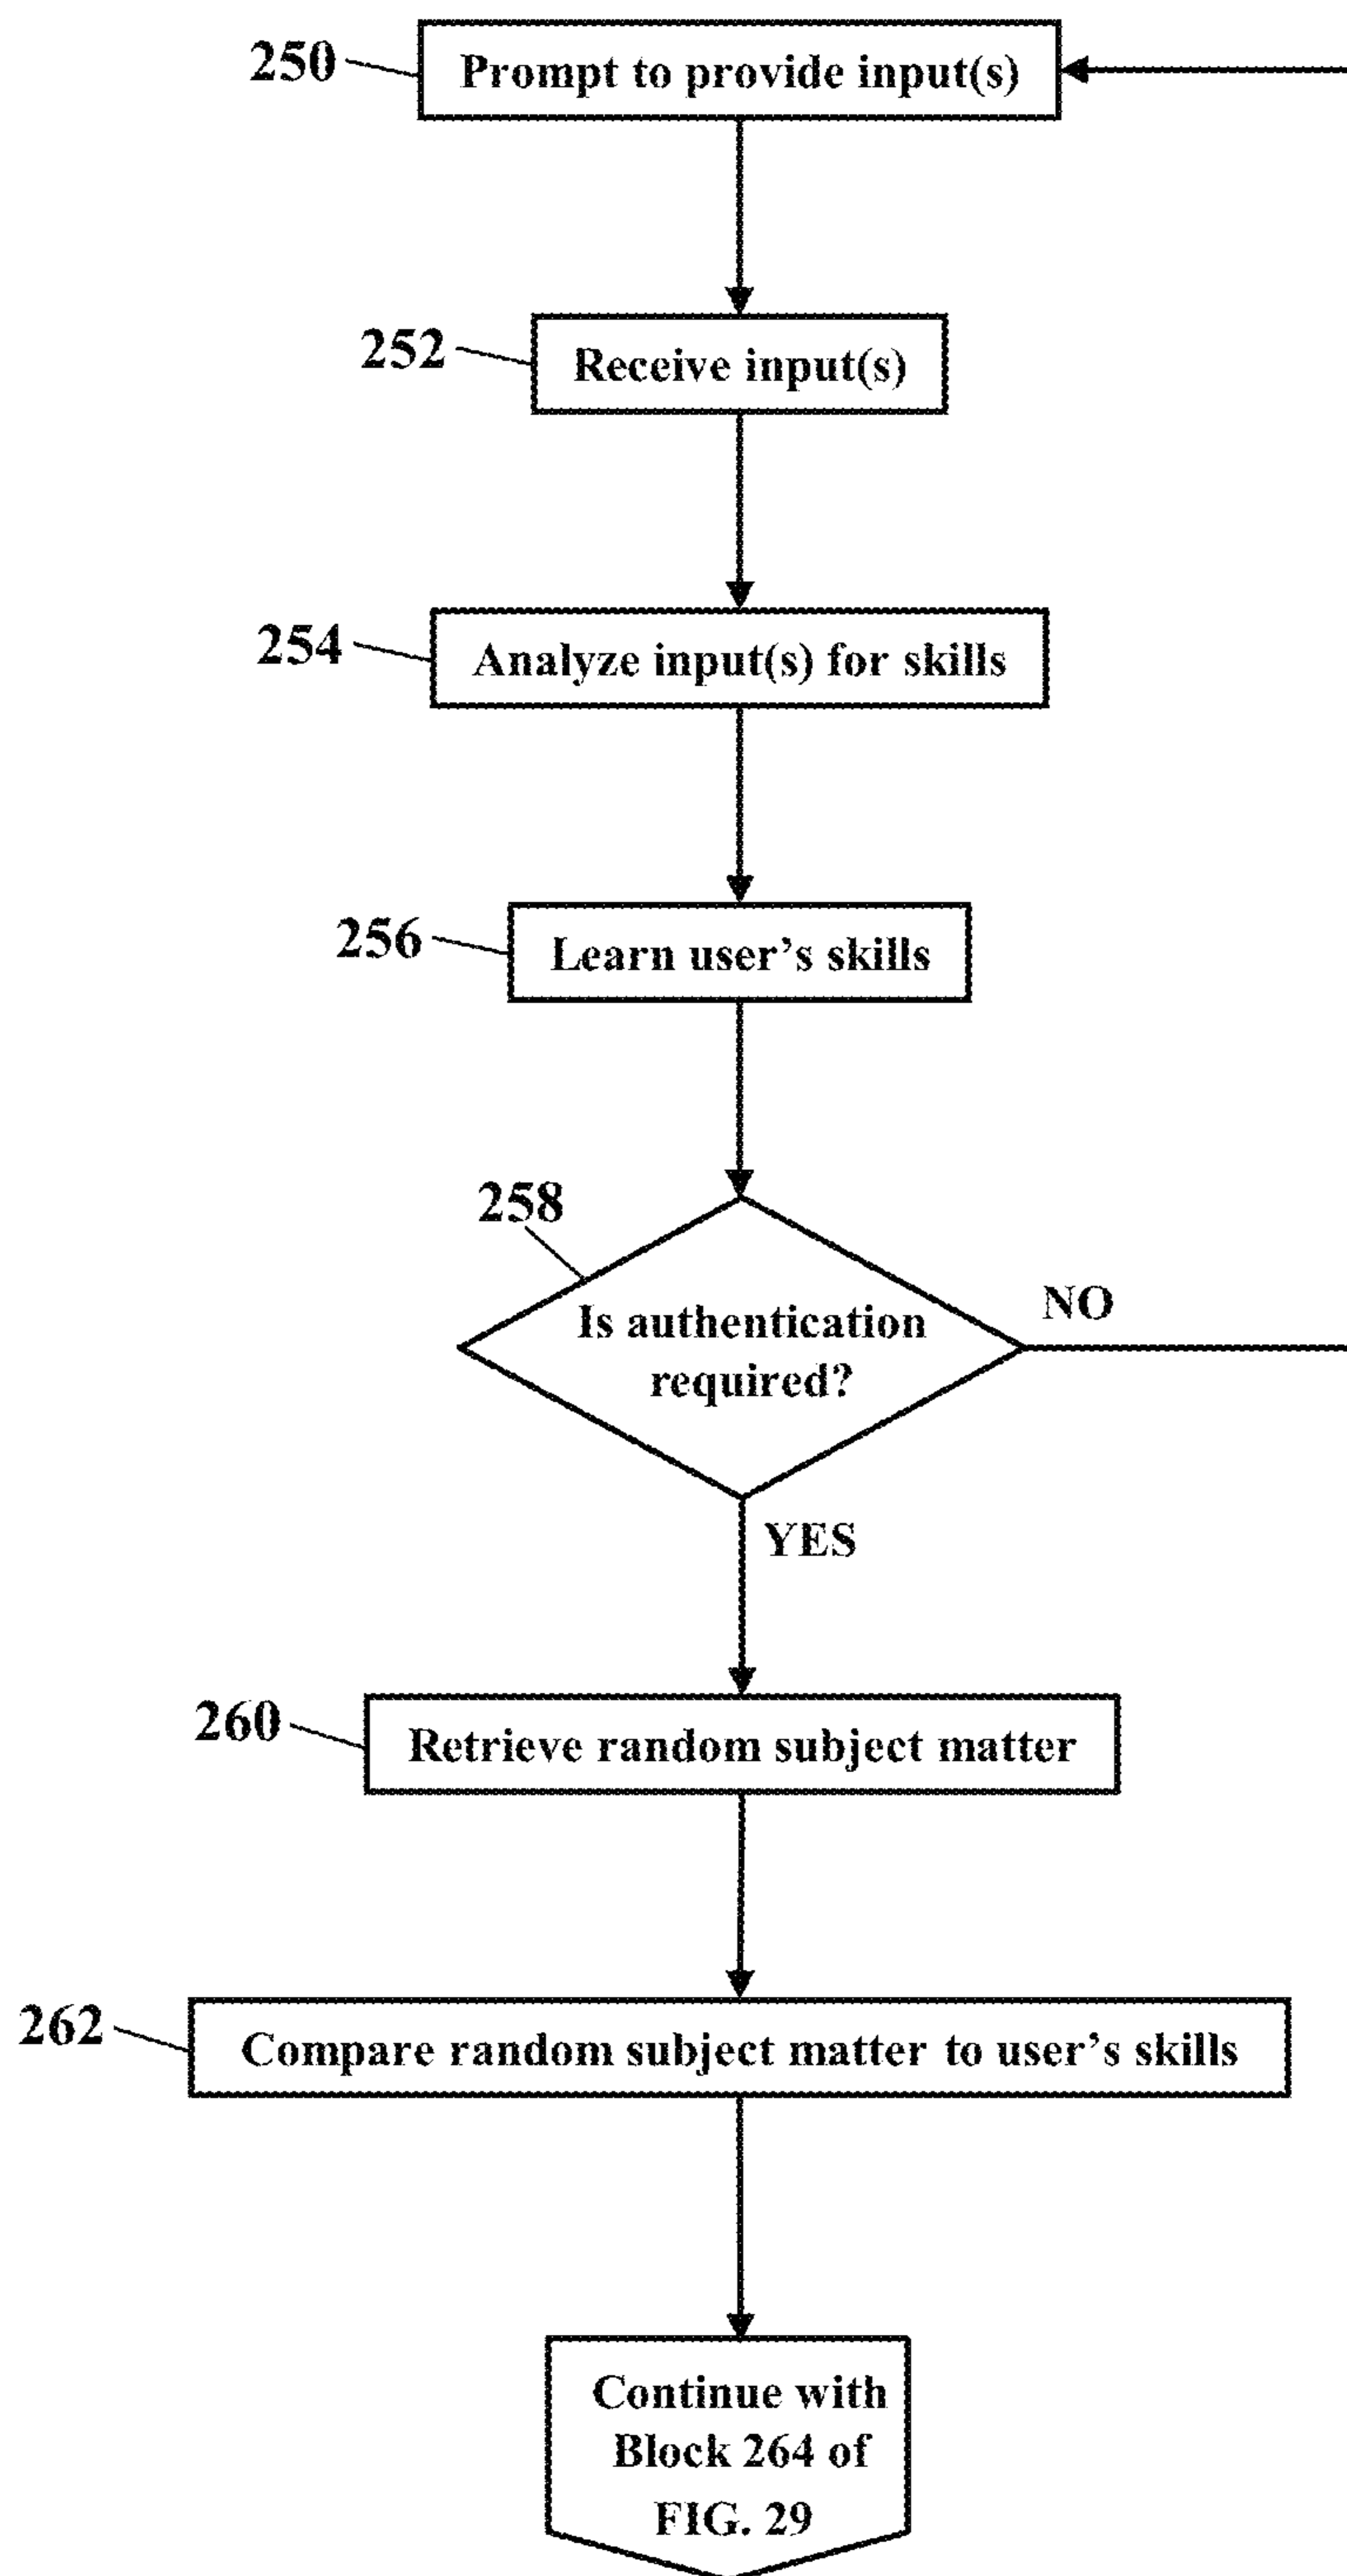 250
Prompt to provide input(s)
252
Receive input(s)
254
Analyze input(s) for skills
256
Learn user’s skills
258
Is authentication
required?
NO
YES
260
Retrieve random subject matter
262
Compare random subject matter to user’s skills
Continue with
Block 264 of
FIG. 29